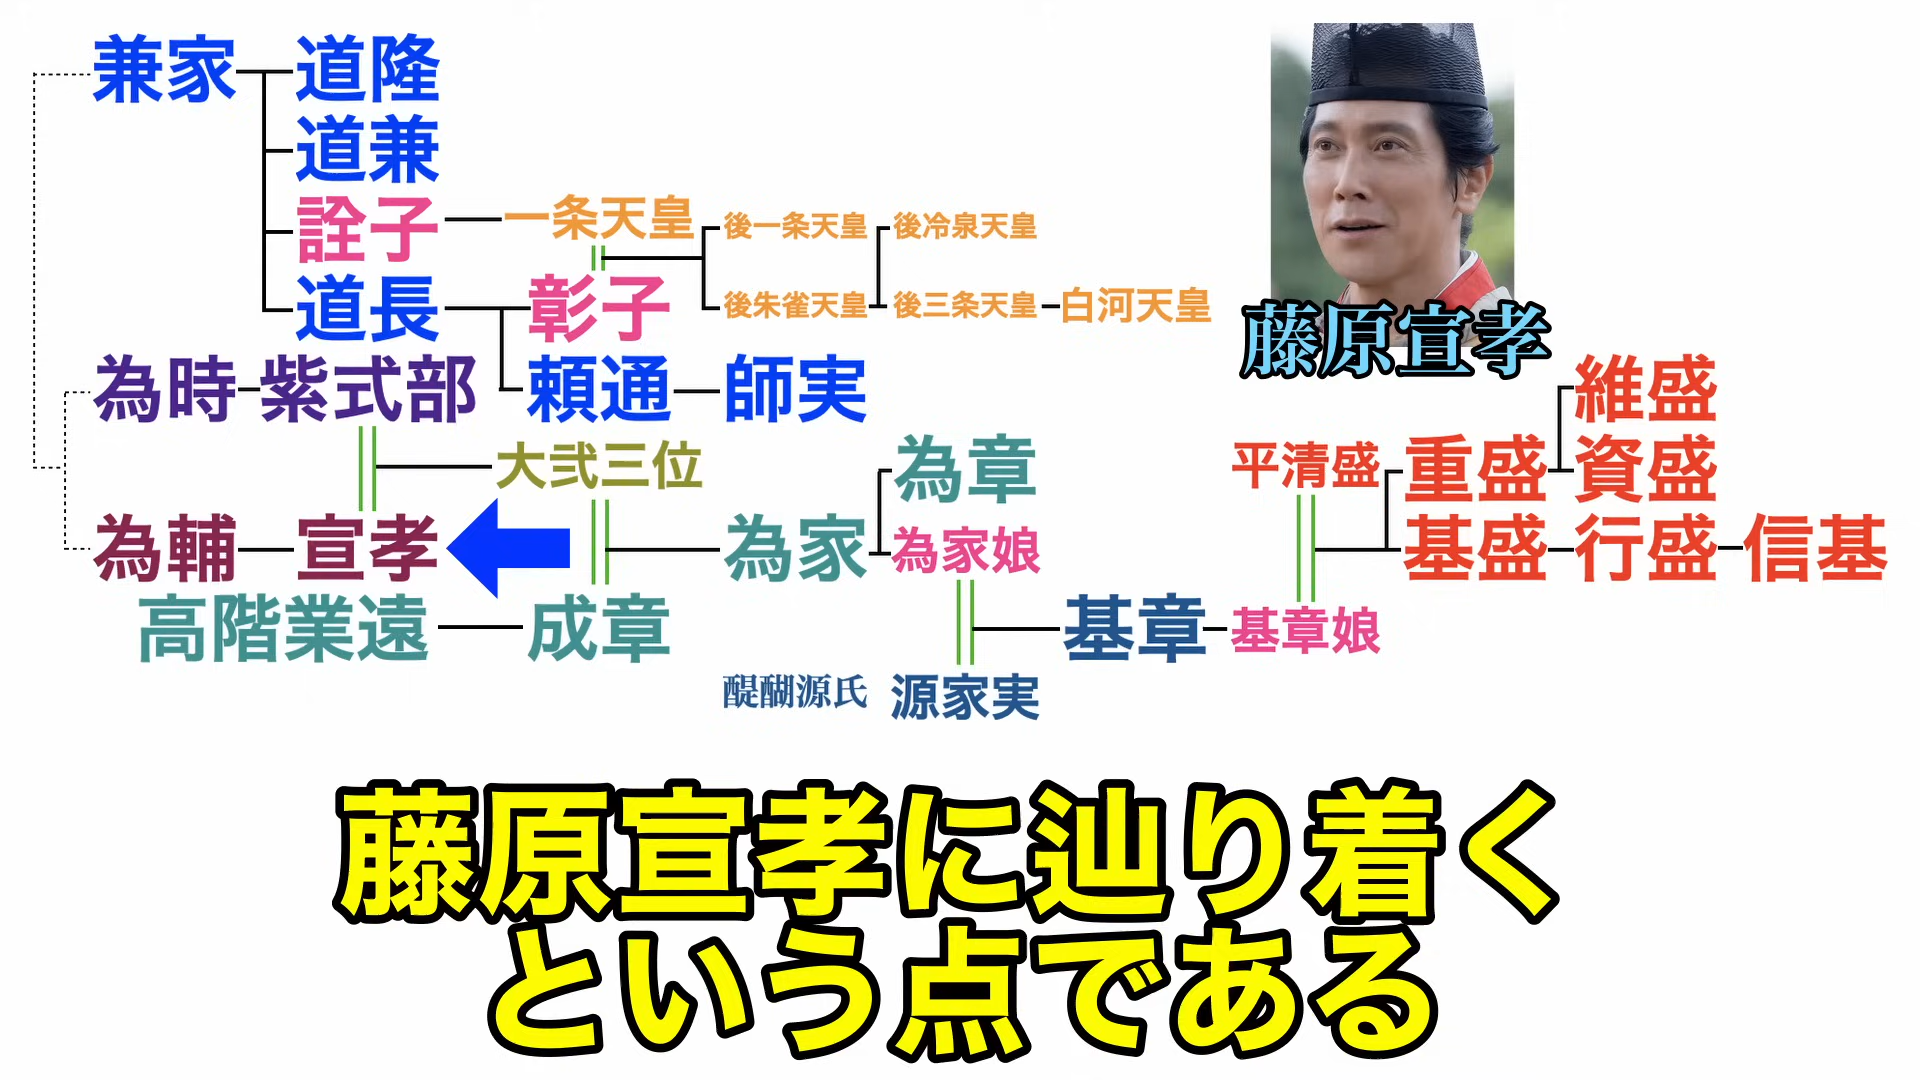 兼家 道隆
道兼
詮子 一条天皇 後一条天皇 後冷泉天皇
道長 彰子 後朱雀天皇 後三条天皇 白河天皇
藤原宣孝
為時 紫式部 頼通 師実 維盛
大弐三位 為章 平清盛 重盛 資盛
為輔 宣孝 為家 為家娘 基盛 行盛 信基
高階業遠 成章 基章 基章娘
醍醐源氏 源家実
藤原宣孝に辿り着く
という点である